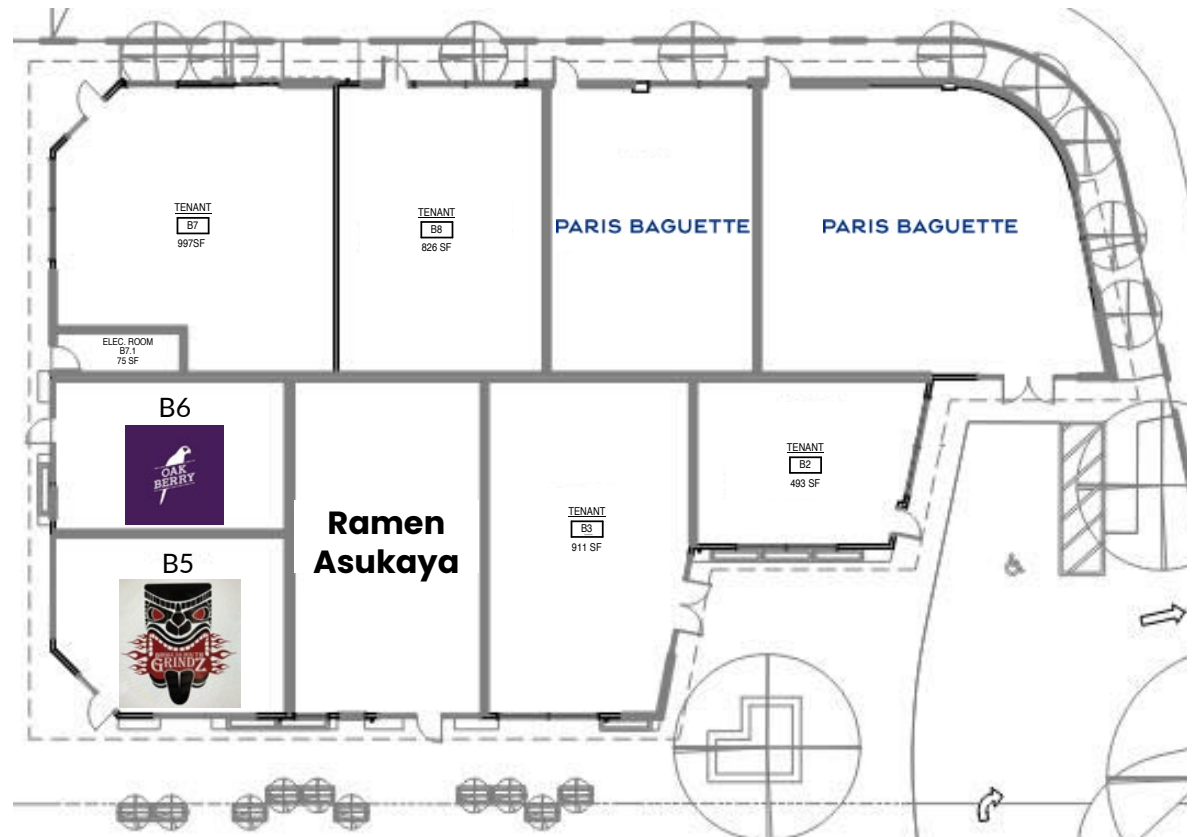 TENANT
B7
997SF
TENANT
B8
826 SF
PARIS BAGUETTE
PARIS BAGUETTE
ELEC. ROOM
B7.1
75 SF
B6
OAK
BERRY
B5
GRINDZ
Ramen
Asukaya
TENANT
B3
911 SF
TENANT
B2
493 SF